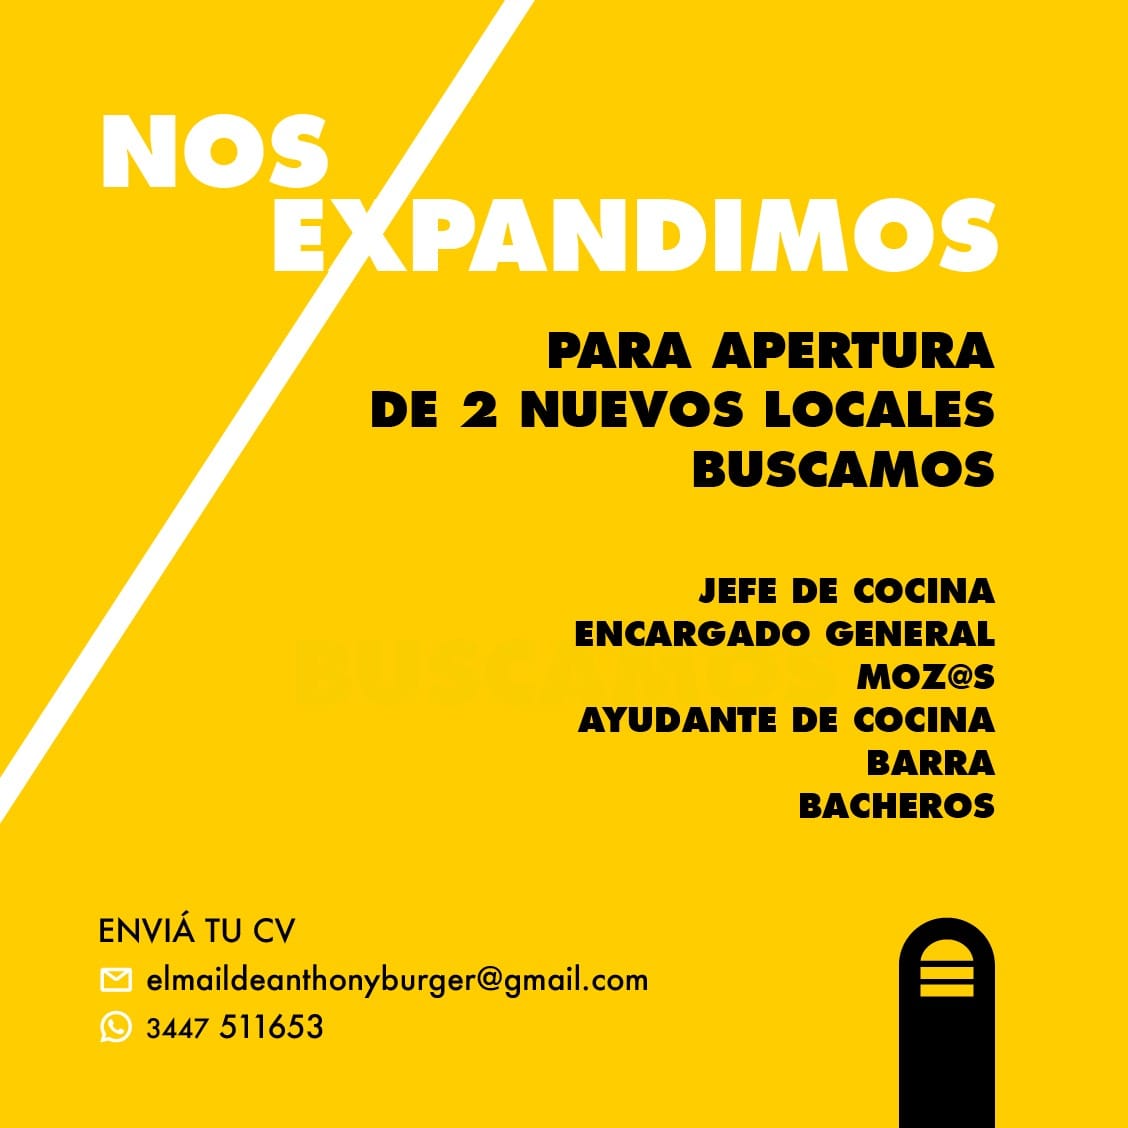 NOS
EXPANDIMOS
PARA APERTURA
DE 2 NUEVOS LOCALES
BUSCAMOS
JEFE DE COCINA
ENCARGADO GENERAL
BUSCAMOS
MOZ@S
AYUDANTE DE COCINA
BARRA
BACHEROS
ENVIÁ TU CV
elmaildeanthonyburger@gmail.com
3447 511653